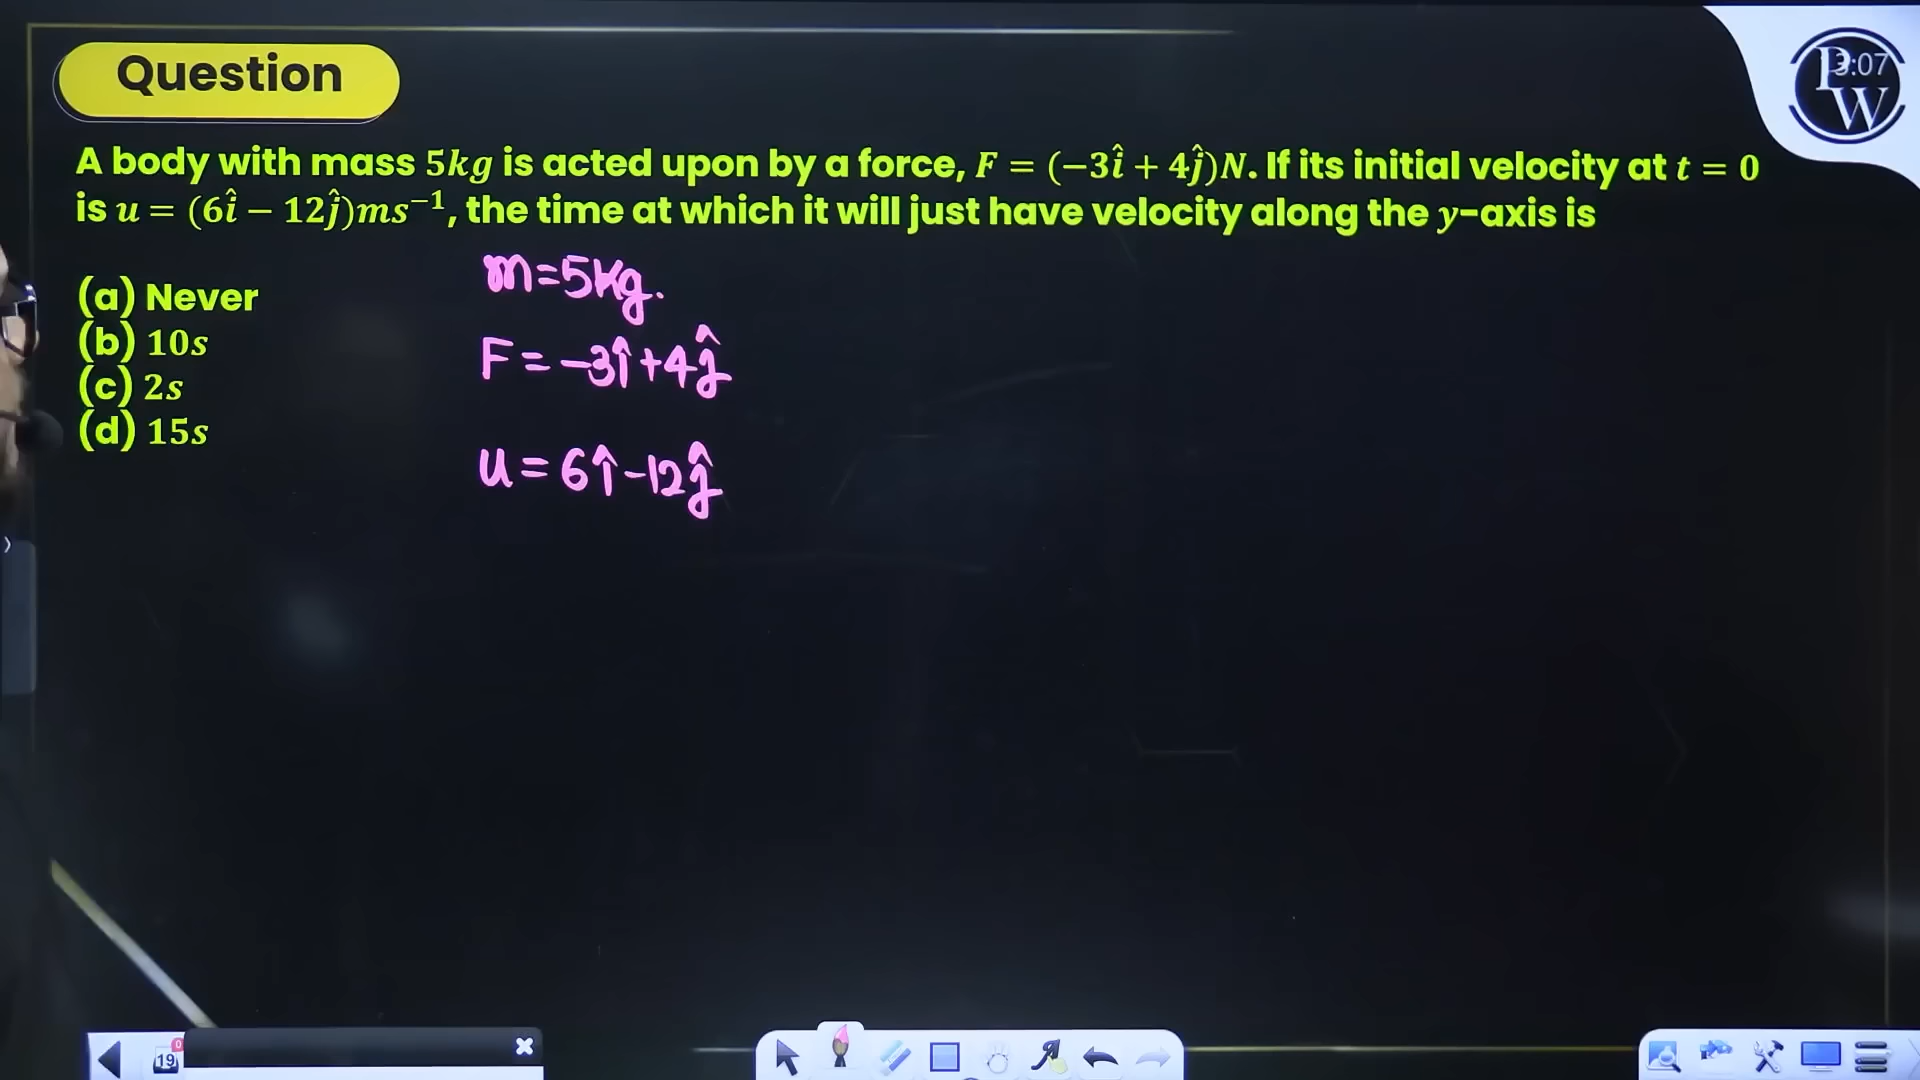 Question
PW
3:07
A body with mass 5kg is acted upon by a force, F = (−3î + 4ĵ)N. If its initial velocity at t = 0
is u = (6î − 12ĵ)ms⁻¹, the time at which it will just have velocity along the y-axis is
(a) Never
(b) 10s
(c) 2s
(d) 15s
m=5kg.
F = −3î+4ĵ
u = 6î−12ĵ
19
0